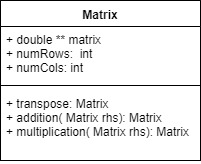 Matrix
+ double ** matrix
+ numRows:  int
+ numCols: int
+ transpose: Matrix
+ addition( Matrix rhs): Matrix
+ multiplication( Matrix rhs): Matrix